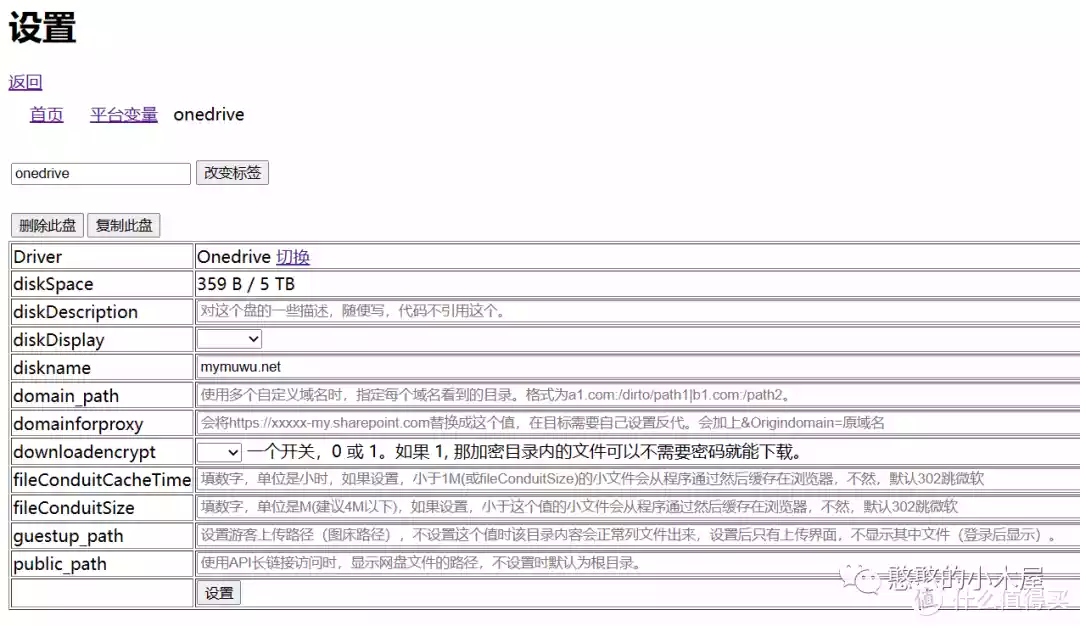 设置
返回
首页 平台变量 onedrive
onedrive 改变标签
删除此盘 复制此盘
Driver Onedrive 切换
diskSpace 359 B / 5 TB
diskDescription 对这个盘的一些描述，随便写，代码不引用这个。
diskDisplay
diskname mymuwu.net
domain_path 使用多个自定义域名时，指定每个域名看到的目录。格式为a1.com:/dirto/path1|b1.com:/path2。
domainforproxy 会将https://xxxxx-my.sharepoint.com替换成这个值，在目标需要自己设置反代。会加上&Origindomain=原域名
downloadencrypt 一个开关，0 或 1。如果 1, 那加密目录内的文件可以不需要密码就能下载。
fileConduitCacheTime 填数字，单位是小时，如果设置，小于1M(或fileConduitSize)的小文件会从程序通过然后缓存在浏览器，不然，默认302跳微软
fileConduitSize 填数字，单位是M(建议4M以下)，如果设置，小于这个值的小文件会从程序通过然后缓存在浏览器，不然，默认302跳微软
guestup_path 设置游客上传路径（图床路径），不设置这个值时该目录内容会正常列文件出来，设置后只有上传界面，不显示其中文件（登录后显示）。
public_path 使用API长链接访问时，显示网盘文件的路径，不设置时默认为根目录。
设置
憨憨的小木屋
值 什么值得买